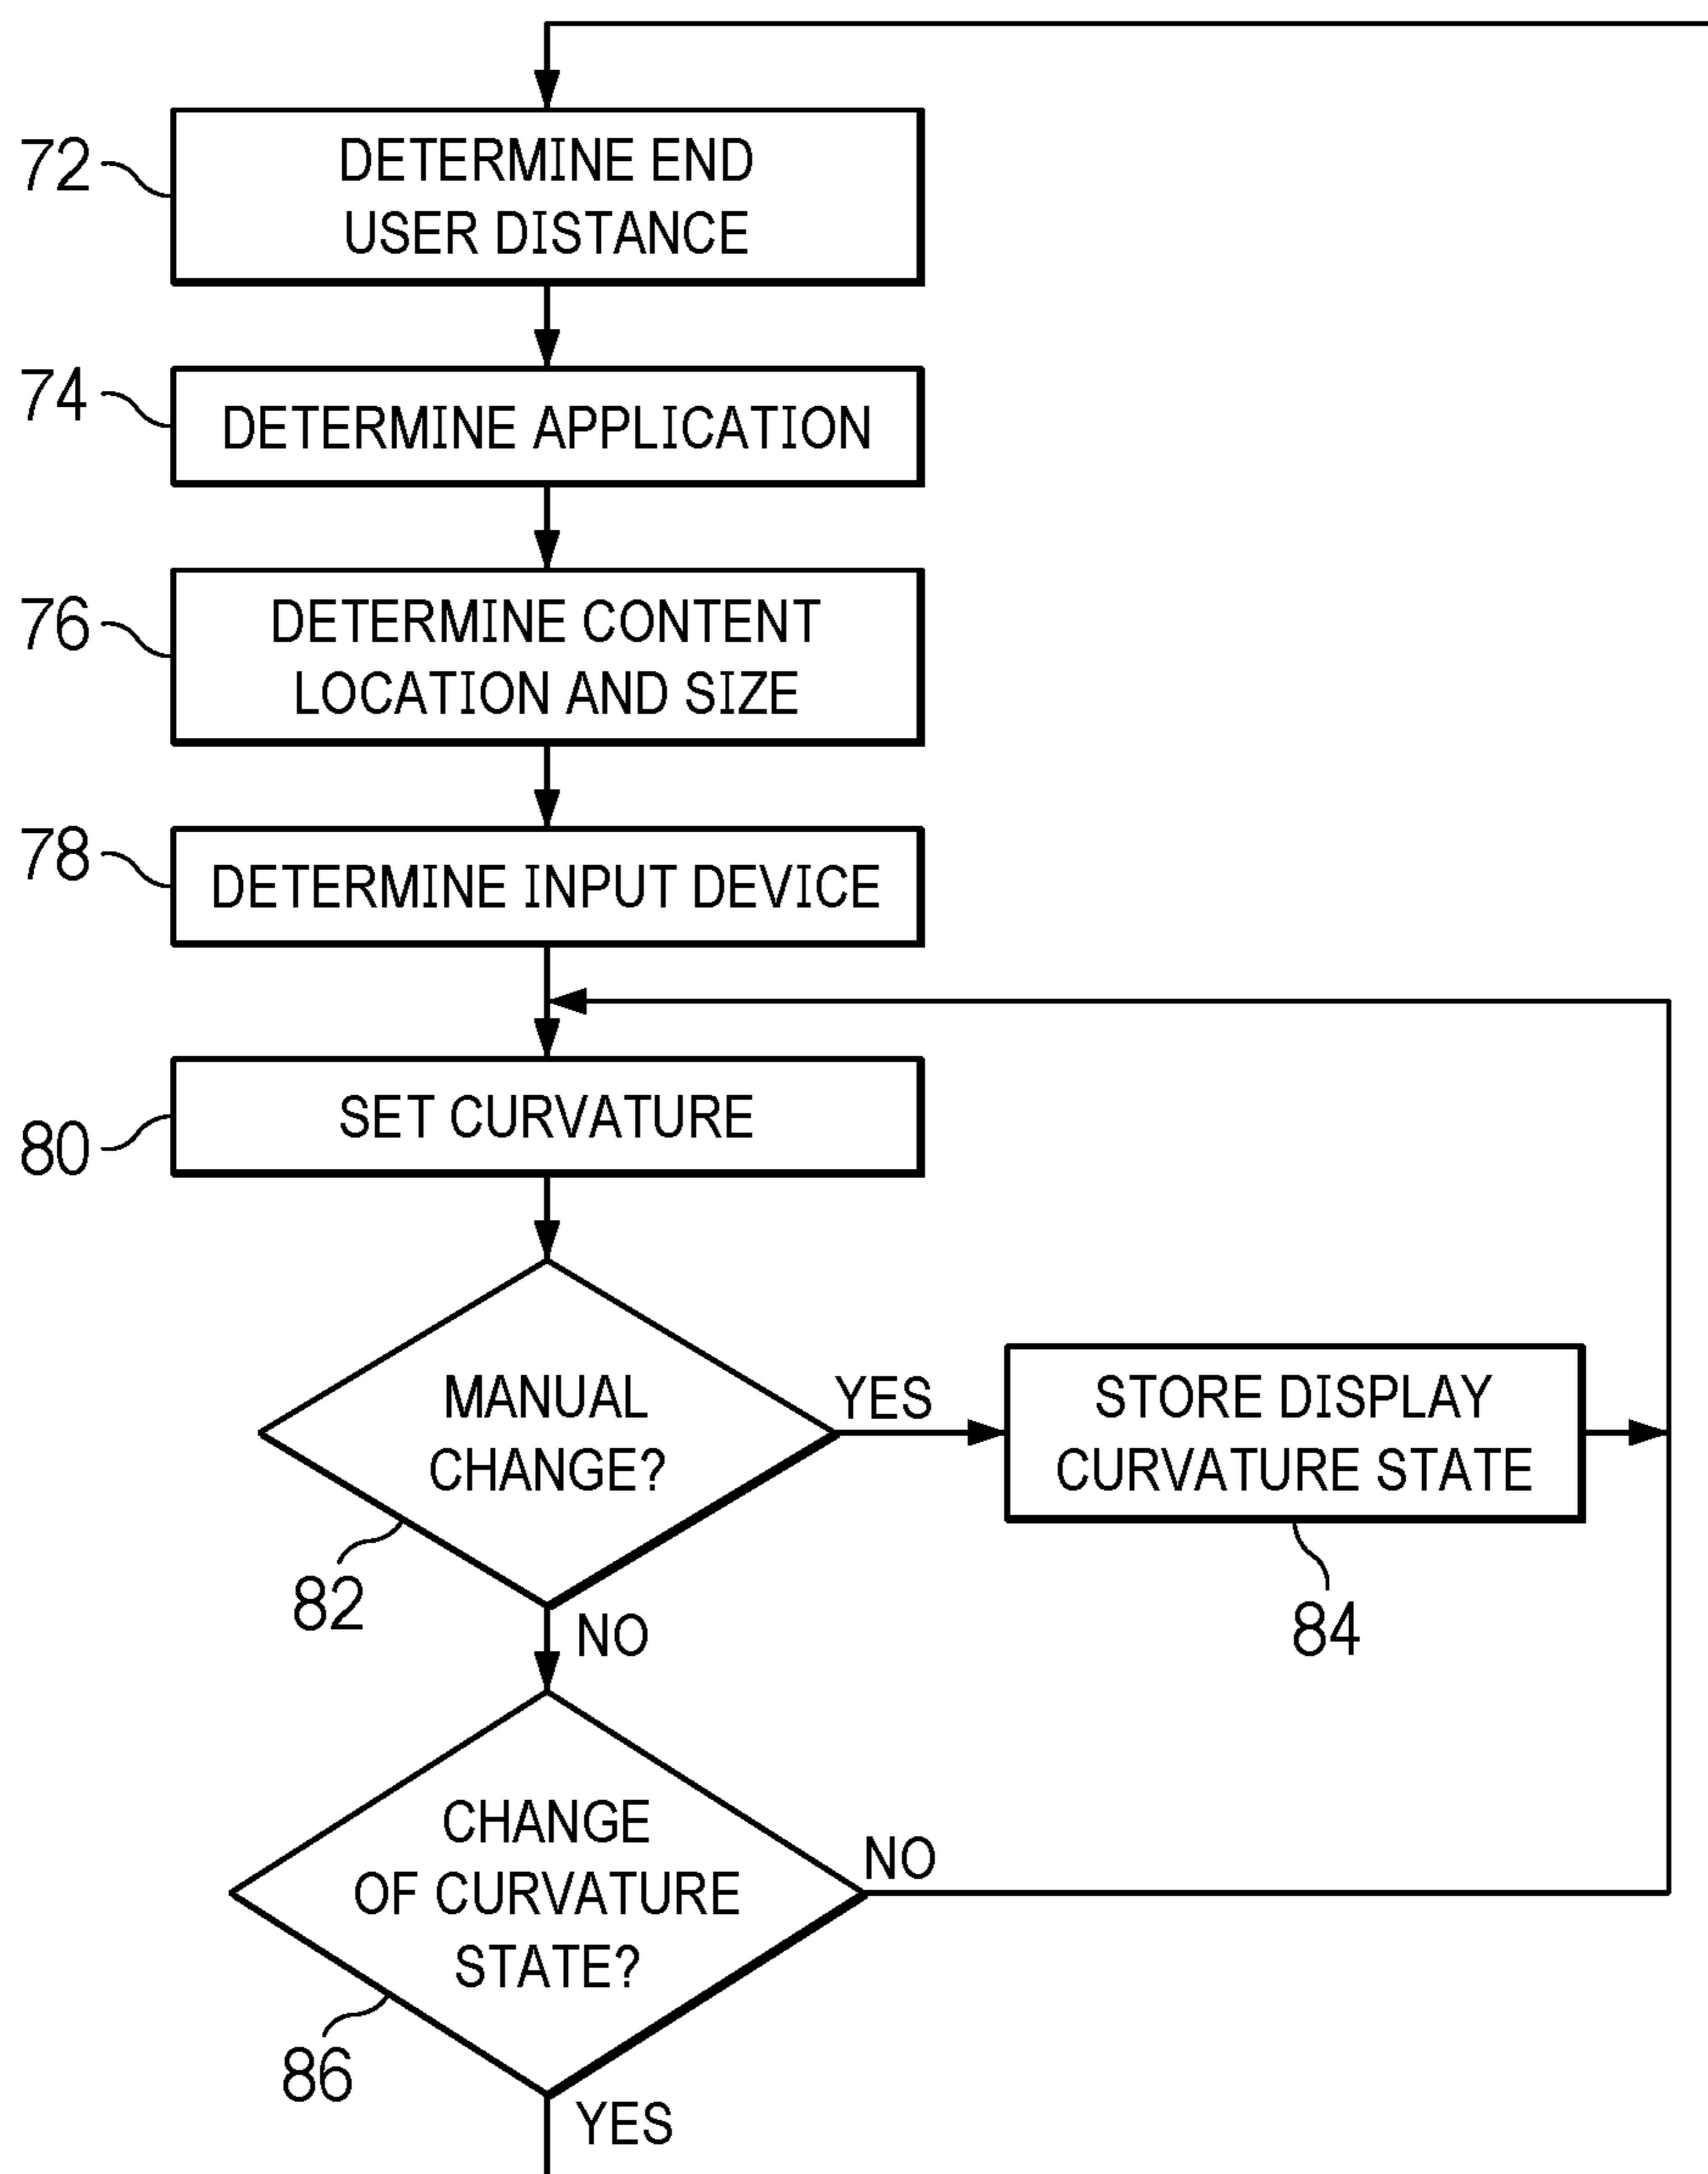 72
DETERMINE END
USER DISTANCE
74
DETERMINE APPLICATION
76
DETERMINE CONTENT
LOCATION AND SIZE
78
DETERMINE INPUT DEVICE
80
SET CURVATURE
MANUAL
CHANGE?
82
YES
STORE DISPLAY
CURVATURE STATE
84
NO
CHANGE
OF CURVATURE
STATE?
86
NO
YES